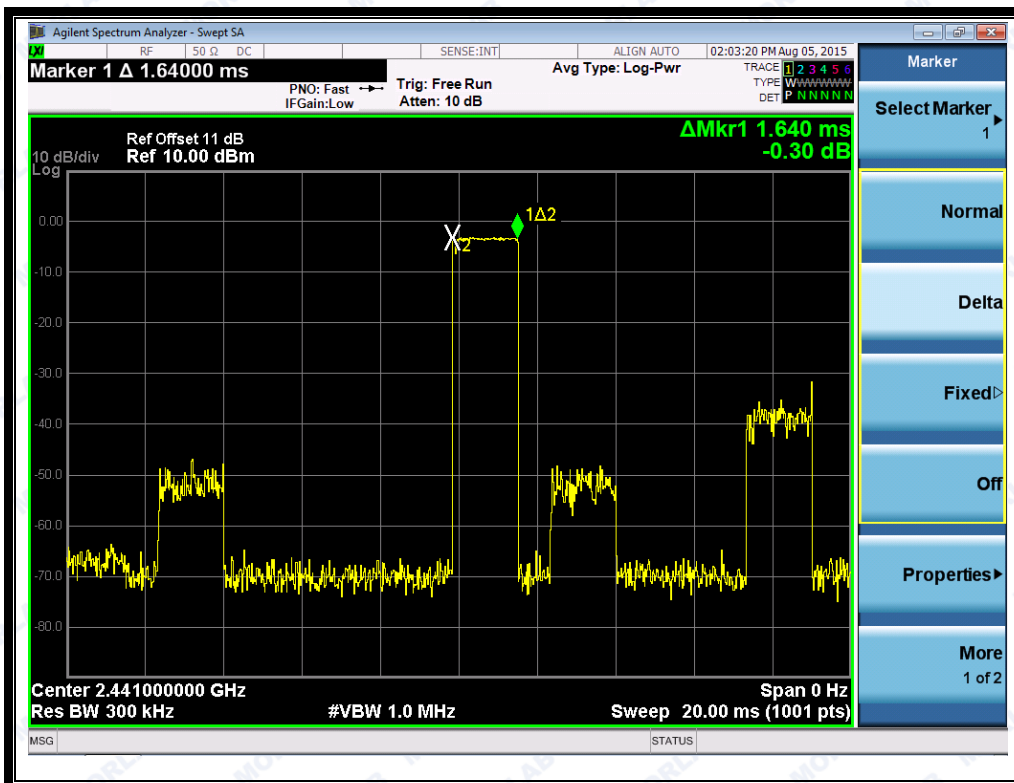 Agilent Spectrum Analyzer - Swept SA
LXI RF 50 Ω DC SENSE:INT ALIGN AUTO 02:03:20 PM Aug 05, 2015
Marker 1 Δ 1.64000 ms
PNO: Fast
IFGain:Low
Trig: Free Run
Atten: 10 dB
Avg Type: Log-Pwr
TRACE 1 2 3 4 5 6
TYPE WWWWWW
DET P N N N N N
Ref Offset 11 dB
10 dB/div Ref 10.00 dBm
Log
ΔMkr1 1.640 ms
-0.30 dB
1Δ2
2
0.00
-10.0
-20.0
-30.0
-40.0
-50.0
-60.0
-70.0
-80.0
Center 2.441000000 GHz Span 0 Hz
Res BW 300 kHz #VBW 1.0 MHz Sweep 20.00 ms (1001 pts)
MSG STATUS
Marker
Select Marker
1
Normal
Delta
Fixed
Off
Properties
More
1 of 2